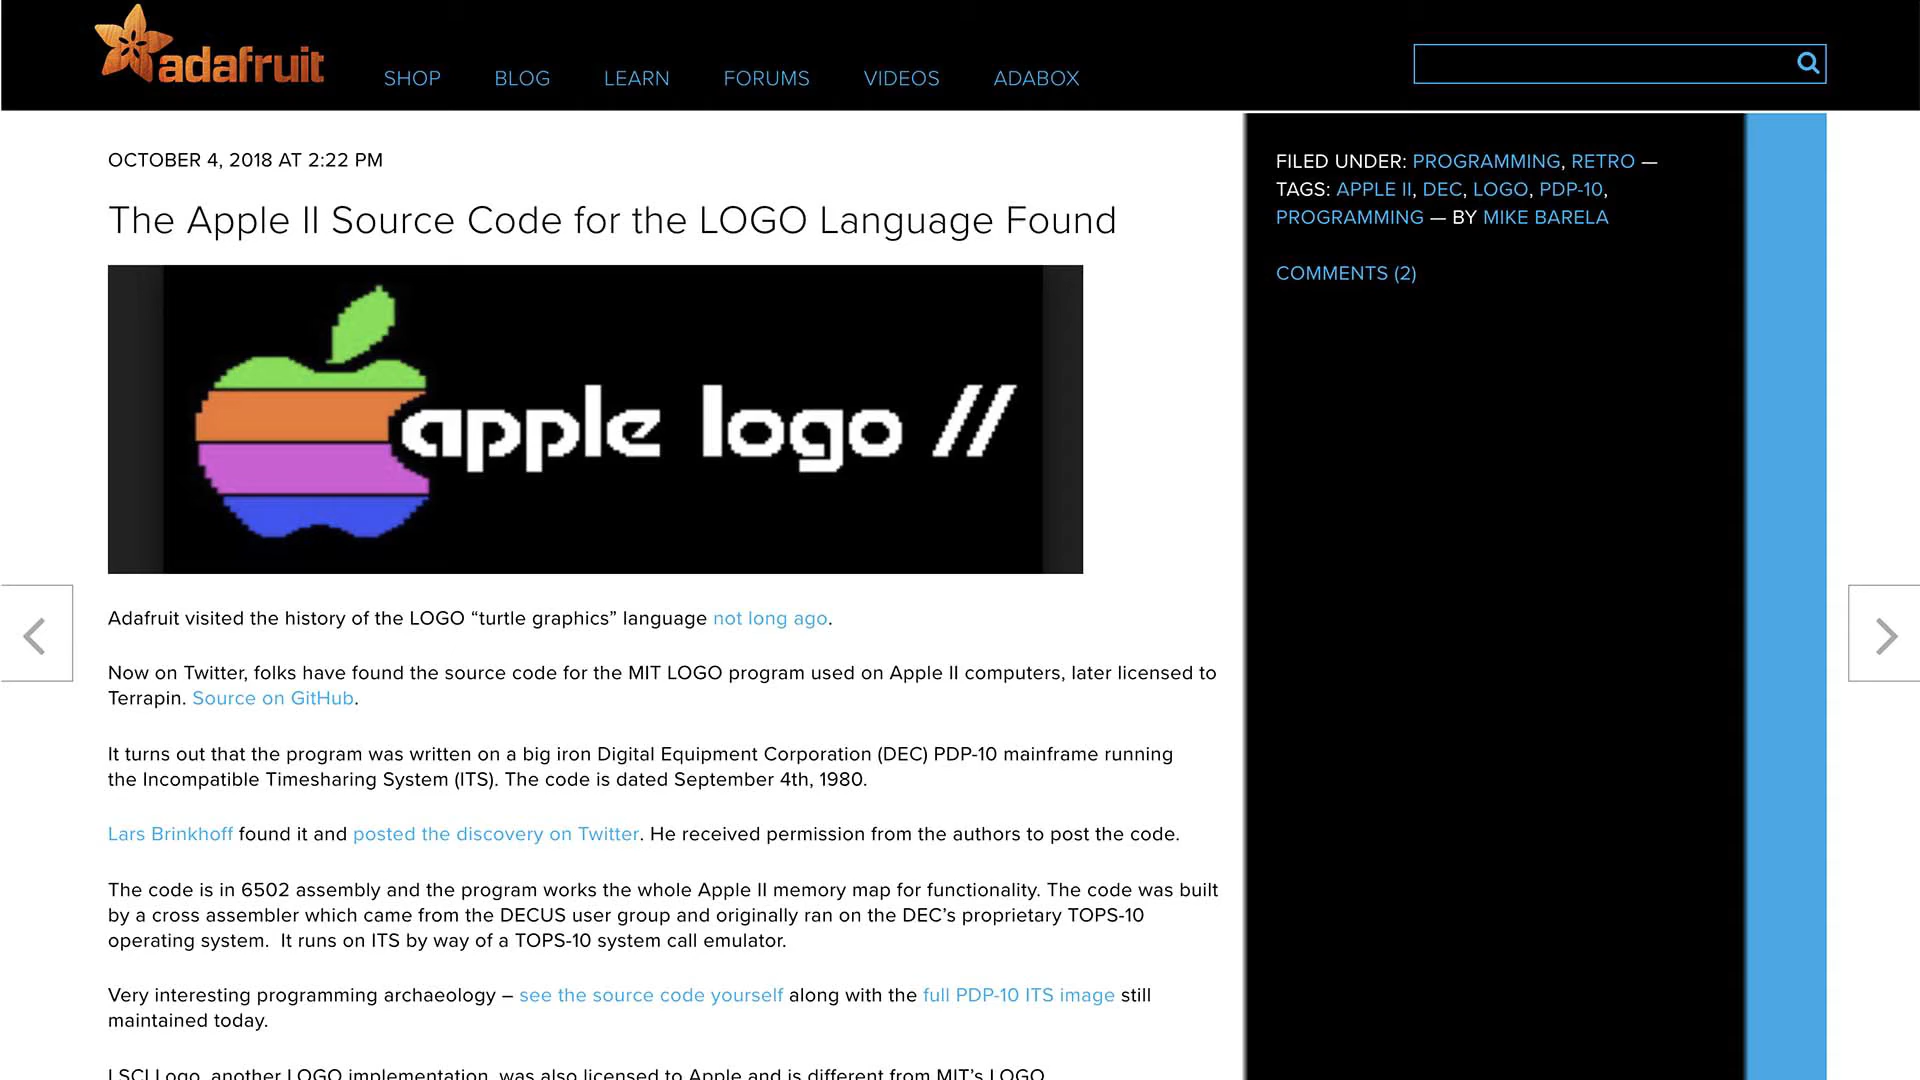 adafruit
SHOP BLOG LEARN FORUMS VIDEOS ADABOX
OCTOBER 4, 2018 AT 2:22 PM
The Apple II Source Code for the LOGO Language Found
apple logo //
Adafruit visited the history of the LOGO “turtle graphics” language not long ago.
Now on Twitter, folks have found the source code for the MIT LOGO program used on Apple II computers, later licensed to
Terrapin. Source on GitHub.
It turns out that the program was written on a big iron Digital Equipment Corporation (DEC) PDP-10 mainframe running
the Incompatible Timesharing System (ITS). The code is dated September 4th, 1980.
Lars Brinkhoff found it and posted the discovery on Twitter. He received permission from the authors to post the code.
The code is in 6502 assembly and the program works the whole Apple II memory map for functionality. The code was built
by a cross assembler which came from the DECUS user group and originally ran on the DEC’s proprietary TOPS-10
operating system.  It runs on ITS by way of a TOPS-10 system call emulator.
Very interesting programming archaeology – see the source code yourself along with the full PDP-10 ITS image still
maintained today.
LSCI Logo, another LOGO implementation, was also licensed to Apple and is different from MIT’s LOGO
FILED UNDER: PROGRAMMING, RETRO —
TAGS: APPLE II, DEC, LOGO, PDP-10,
PROGRAMMING — BY MIKE BARELA
COMMENTS (2)